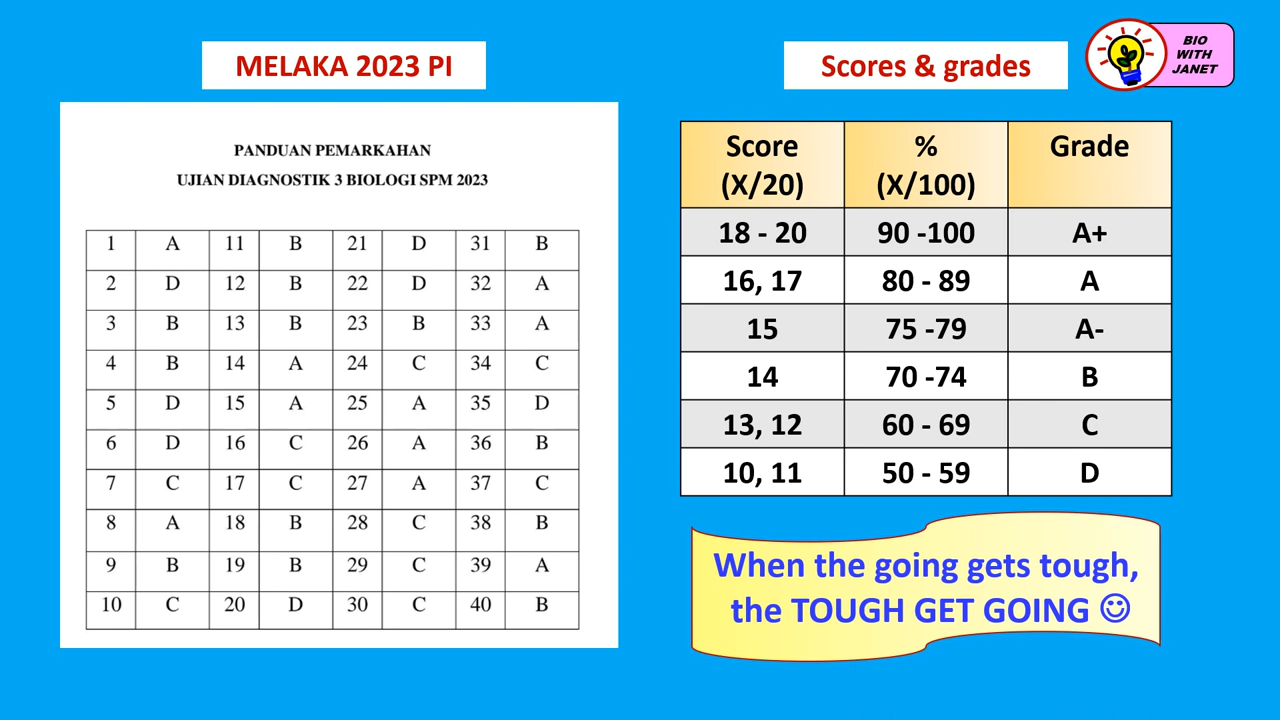 MELAKA 2023 PI
PANDUAN PEMARKAHAN
UJIAN DIAGNOSTIK 3 BIOLOGI SPM 2023
1 A 11 B 21 D 31 B
2 D 12 B 22 D 32 A
3 B 13 B 23 B 33 A
4 B 14 A 24 C 34 C
5 D 15 A 25 A 35 D
6 D 16 C 26 A 36 B
7 C 17 C 27 A 37 C
8 A 18 B 28 C 38 B
9 B 19 B 29 C 39 A
10 C 20 D 30 C 40 B
Scores & grades
BIO
WITH
JANET
Score % Grade
(X/20) (X/100)
18 - 20 90 -100 A+
16, 17 80 - 89 A
15 75 -79 A-
14 70 -74 B
13, 12 60 - 69 C
10, 11 50 - 59 D
When the going gets tough,
the TOUGH GET GOING ☺